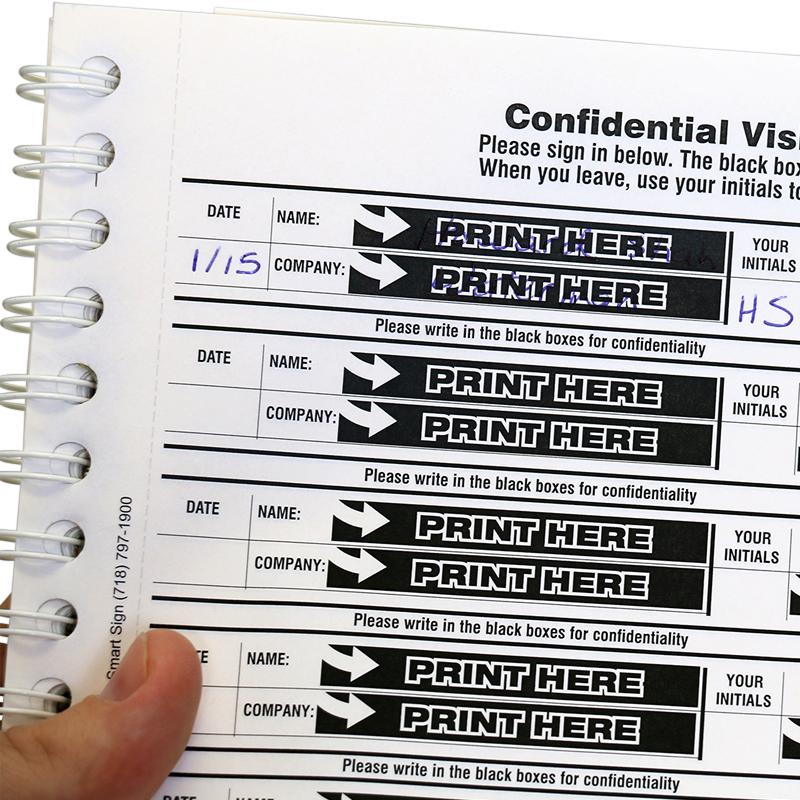 Confidential Vis
Please sign in below. The black box
When you leave, use your initials to
DATE NAME: PRINT HERE YOUR INITIALS
1/15 COMPANY: PRINT HERE HS
Please write in the black boxes for confidentiality
DATE NAME: PRINT HERE YOUR INITIALS
COMPANY: PRINT HERE
Please write in the black boxes for confidentiality
DATE NAME: PRINT HERE YOUR INITIALS
COMPANY: PRINT HERE
Please write in the black boxes for confidentiality
TE NAME: PRINT HERE YOUR INITIALS
COMPANY: PRINT HERE
Please write in the black boxes for confidentiality
DATE NAME:
Smart Sign (718) 797-1900